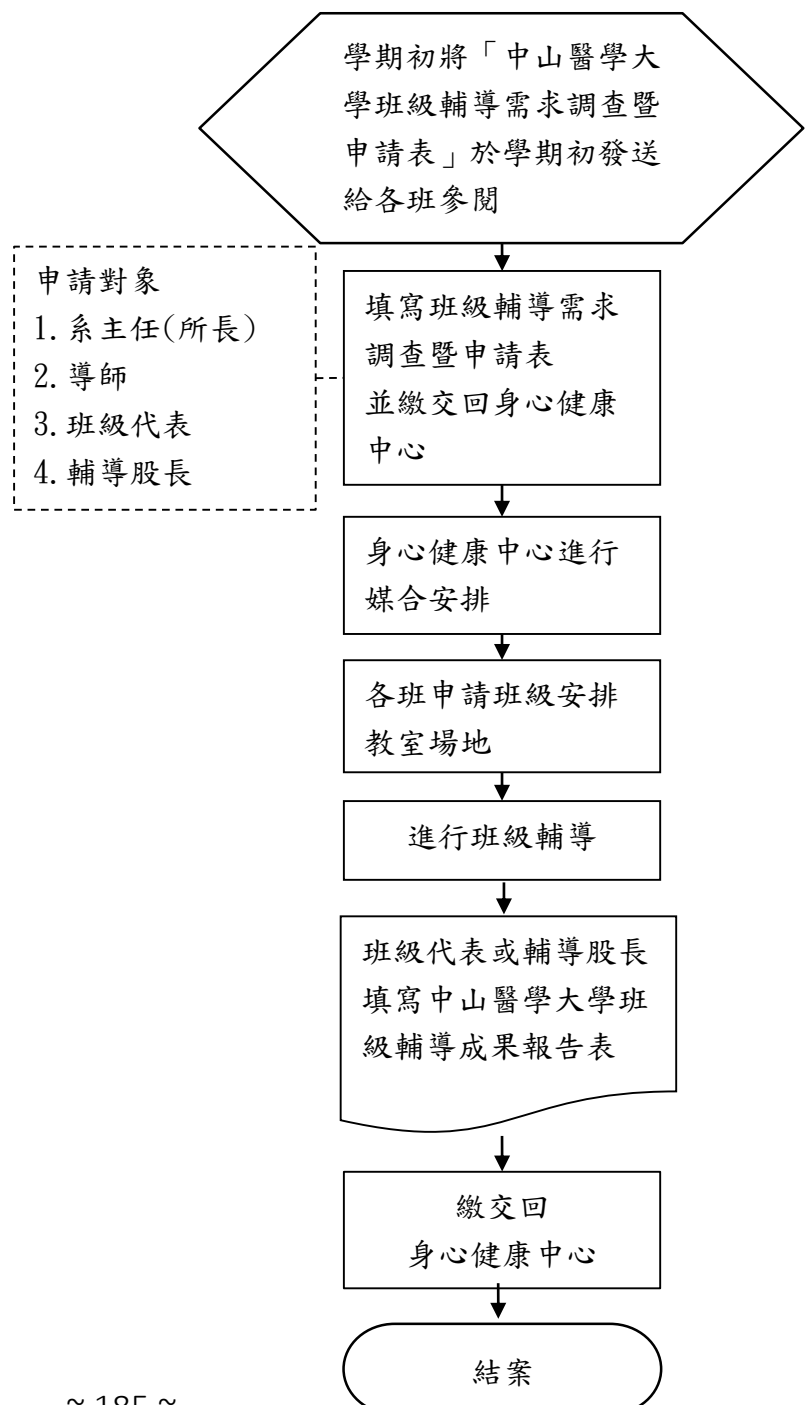 學期初將「中山醫學大
學班級輔導需求調查暨
申請表」於學期初發送
給各班參閱
申請對象
1.系主任(所長)
2.導師
3.班級代表
4.輔導股長
填寫班級輔導需求
調查暨申請表
並繳交回身心健康
中心
身心健康中心進行
媒合安排
各班申請班級安排
教室場地
進行班級輔導
班級代表或輔導股長
填寫中山醫學大學班
級輔導成果報告表
繳交回
身心健康中心
結案
~ 185 ~